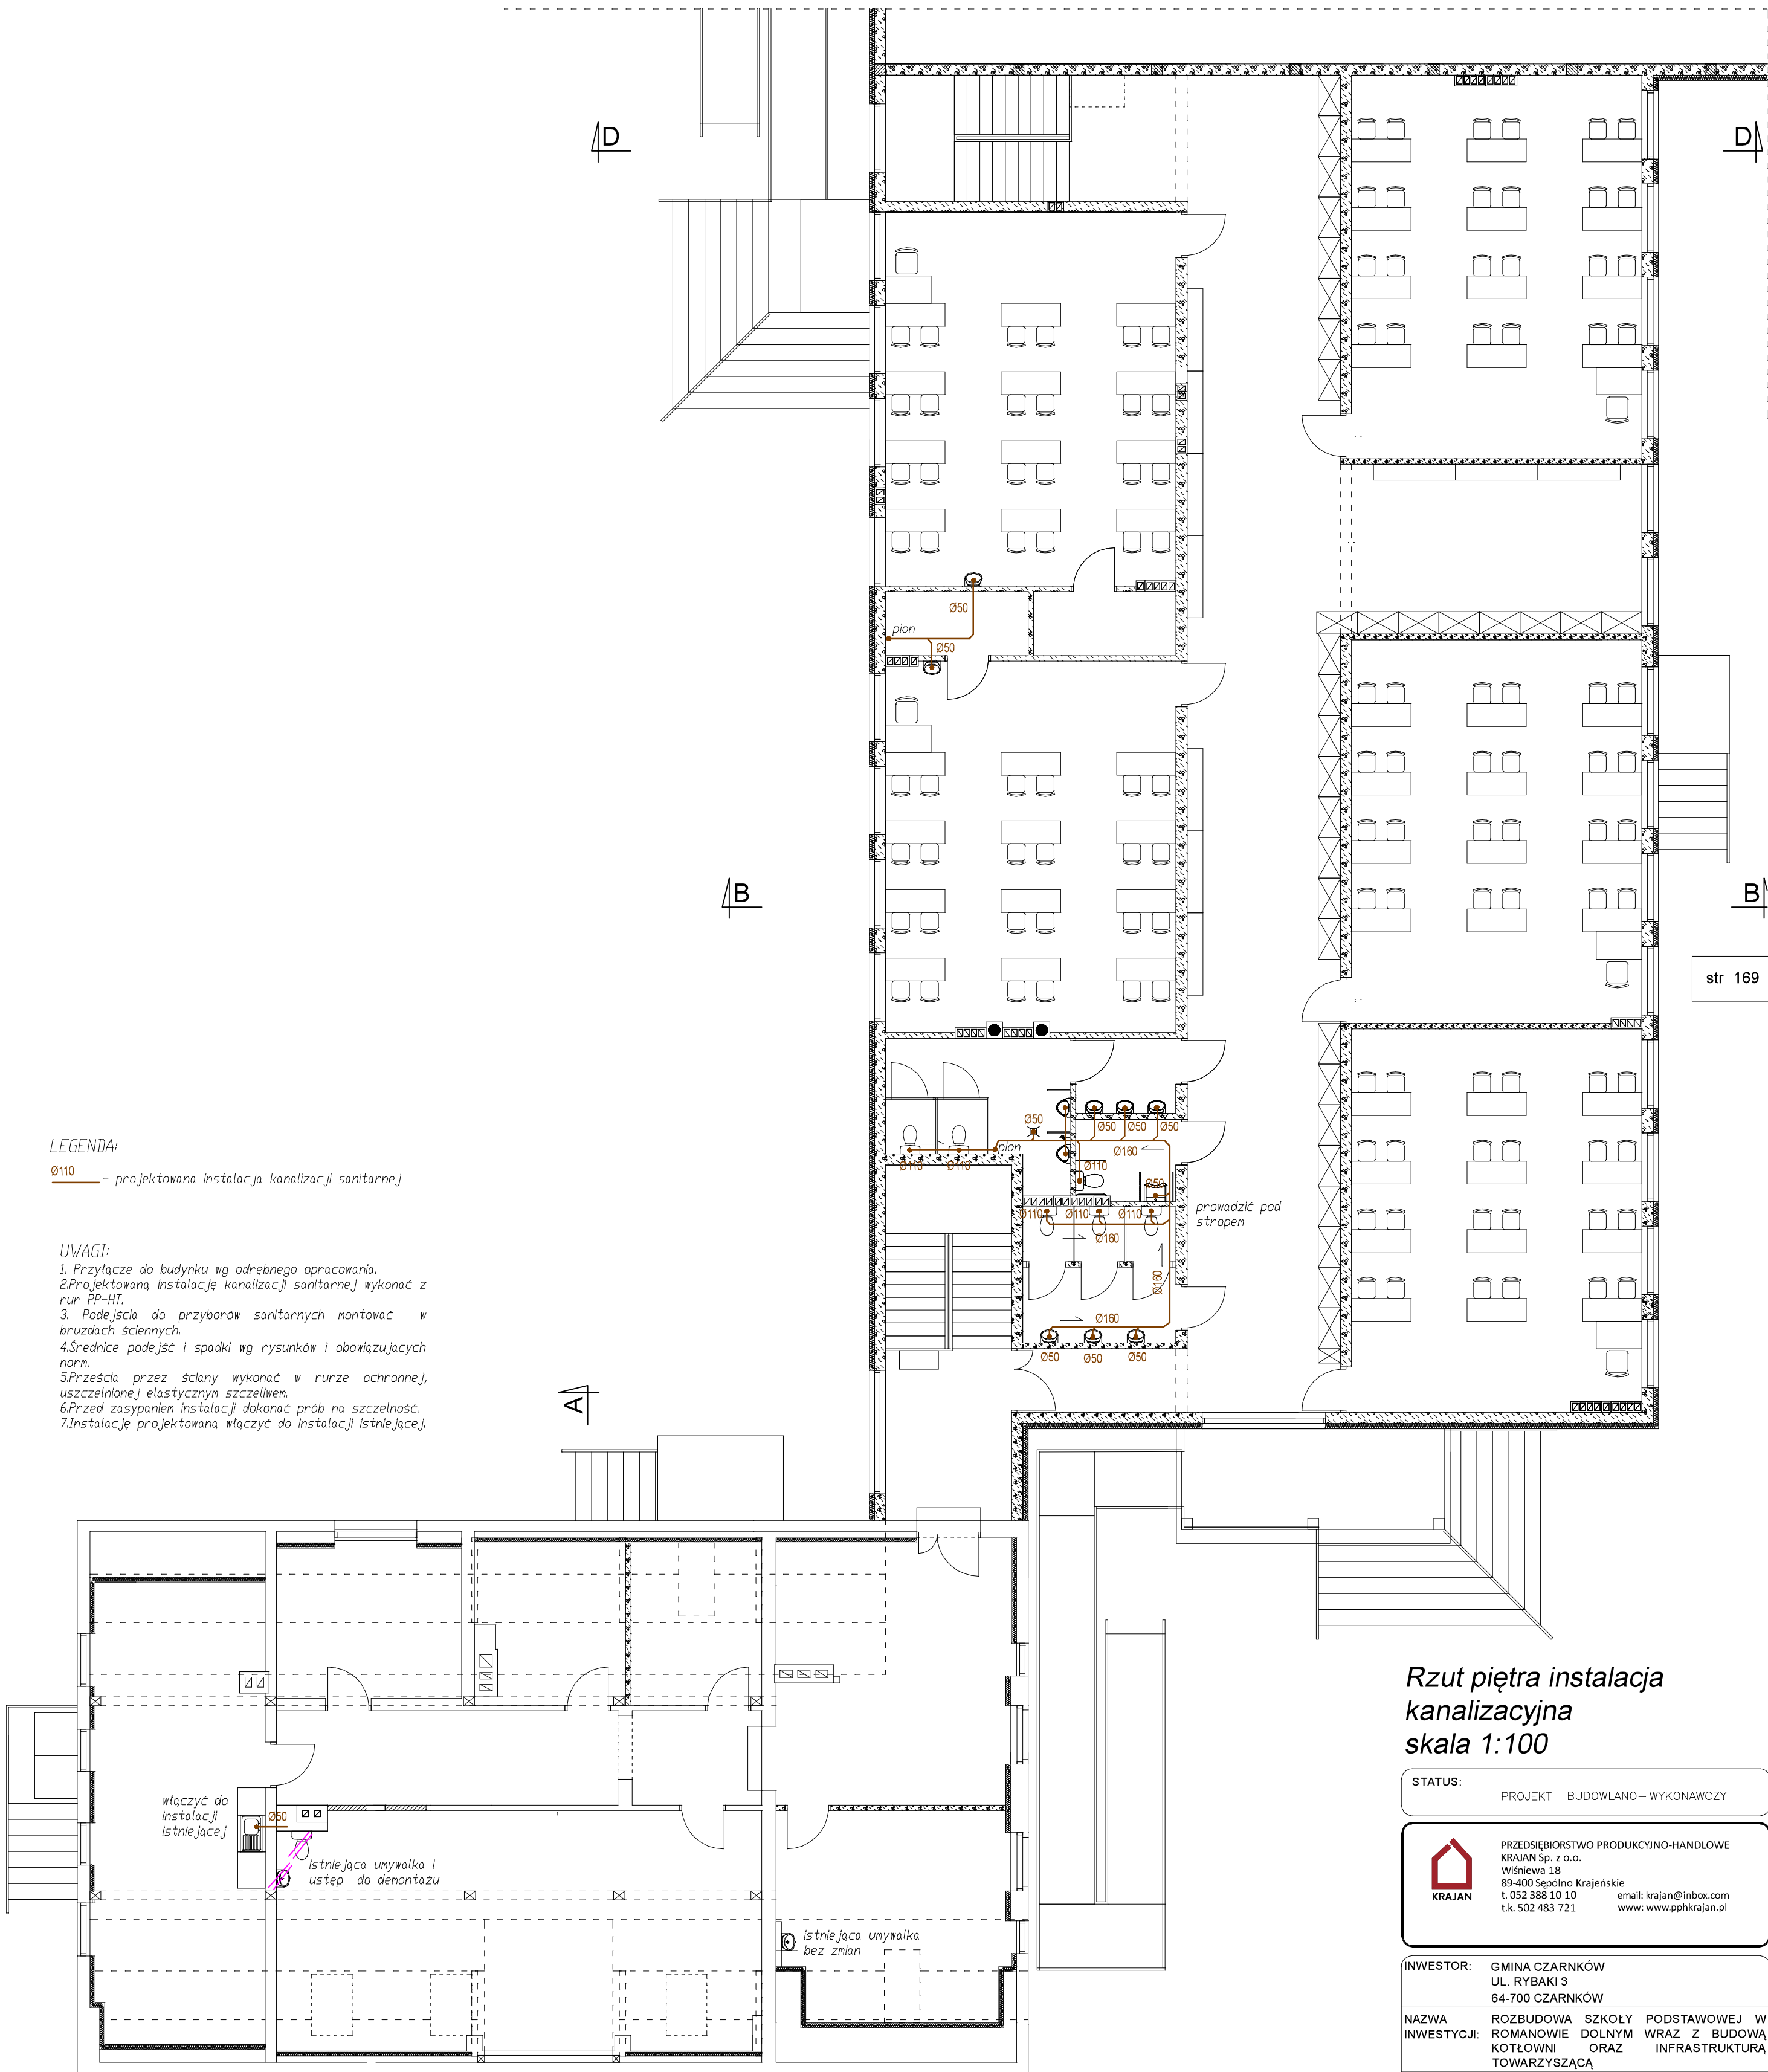 D
D
Ø50
pion
Ø50
B
B
str 169
Ø50
Ø50
Ø50
Ø50
pion
Ø160
Ø110
Ø110
Ø110
Ø50
Ø110
Ø110
Ø110
prowadzić pod
stropem
Ø160
Ø160
Ø160
Ø50
Ø50
Ø50
LEGENDA:
Ø110
- projektowana instalacja kanalizacji sanitarnej
UWAGI:
1. Przyłącze do budynku wg odrębnego opracowania.
2.Projektowaną instalację kanalizacji sanitarnej wykonać z
rur PP-HT.
3. Podejścia do przyborów sanitarnych montować w
bruzdach ściennych.
4.Średnice podejść i spadki wg rysunków i obowiązujących
norm.
5.Prześcia przez ściany wykonać w rurze ochronnej,
uszczelnionej elastycznym szczeliwem.
6.Przed zasypaniem instalacji dokonać prób na szczelność.
7.Instalację projektowaną włączyć do instalacji istniejącej.
A
włączyć do
instalacji
istniejącej
Ø50
istniejąca umywalka i
ustęp do demontażu
istniejąca umywalka
bez zmian
Rzut piętra instalacja
kanalizacyjna
skala 1:100
STATUS:
PROJEKT BUDOWLANO-WYKONAWCZY
KRAJAN
PRZEDSIĘBIORSTWO PRODUKCYJNO-HANDLOWE
KRAJAN Sp. z o.o.
Wiśniewa 18
89-400 Sępólno Krajeńskie
t. 052 388 10 10 email: krajan@inbox.com
t.k. 502 483 721 www: www.pphkrajan.pl
INWESTOR: GMINA CZARNKÓW
UL. RYBAKI 3
64-700 CZARNKÓW
NAZWA ROZBUDOWA SZKOŁY PODSTAWOWEJ W
INWESTYCJI: ROMANOWIE DOLNYM WRAZ Z BUDOWĄ
KOTŁOWNI ORAZ INFRASTRUKTURĄ
TOWARZYSZĄCĄ